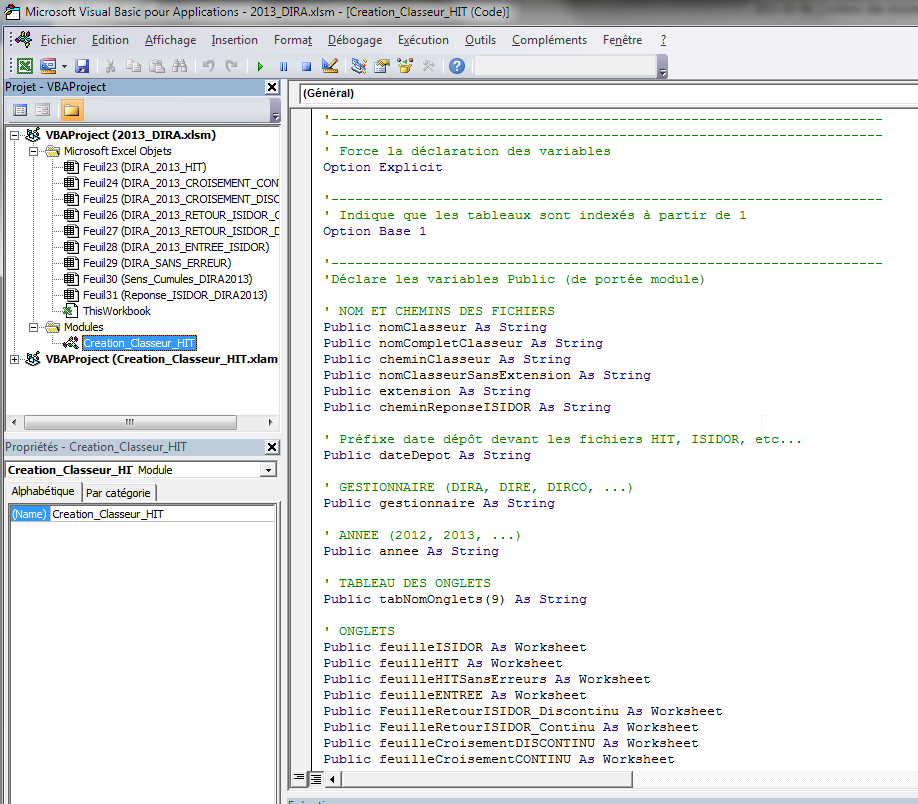 Microsoft Visual Basic pour Applications - 2013_DIRA.xlsm - [Creation_Classeur_HIT (Code)]
Fichier Edition Affichage Insertion Format Débogage Exécution Outils Compléments Fenêtre ?
Projet - VBAProject
VBAProject (2013_DIRA.xlsm)
Microsoft Excel Objets
Feuil23 (DIRA_2013_HIT)
Feuil24 (DIRA_2013_CROISEMENT_CON
Feuil25 (DIRA_2013_CROISEMENT_DISC
Feuil26 (DIRA_2013_RETOUR_ISIDOR_C
Feuil27 (DIRA_2013_RETOUR_ISIDOR_D
Feuil28 (DIRA_2013_ENTREE_ISIDOR)
Feuil29 (DIRA_SANS_ERREUR)
Feuil30 (Sens_Cumules_DIRA2013)
Feuil31 (Reponse_ISIDOR_DIRA2013)
ThisWorkbook
Modules
Creation_Classeur_HIT
VBAProject (Creation_Classeur_HIT.xlam
Propriétés - Creation_Classeur_HIT
Creation_Classeur_HI Module
Alphabétique Par catégorie
(Name) Creation_Classeur_HIT
(Général)
'--------------------------------------------------------------
'--------------------------------------------------------------
' Force la déclaration des variables
Option Explicit
'--------------------------------------------------------------
' Indique que les tableaux sont indexés à partir de 1
Option Base 1
'--------------------------------------------------------------
'Déclare les variables Public (de portée module)
' NOM ET CHEMINS DES FICHIERS
Public nomClasseur As String
Public nomCompletClasseur As String
Public cheminClasseur As String
Public nomClasseurSansExtension As String
Public extension As String
Public cheminReponseISIDOR As String
' Préfixe date dépôt devant les fichiers HIT, ISIDOR, etc...
Public dateDepot As String
' GESTIONNAIRE (DIRA, DIRE, DIRCO, ...)
Public gestionnaire As String
' ANNEE (2012, 2013, ...)
Public annee As String
' TABLEAU DES ONGLETS
Public tabNomOnglets(9) As String
' ONGLETS
Public feuilleISIDOR As Worksheet
Public feuilleHIT As Worksheet
Public feuilleHITSansErreurs As Worksheet
Public feuilleENTREE As Worksheet
Public FeuilleRetourISIDOR_Discontinu As Worksheet
Public FeuilleRetourISIDOR_Continu As Worksheet
Public feuilleCroisementDISCONTINU As Worksheet
Public feuilleCroisementCONTINU As Worksheet